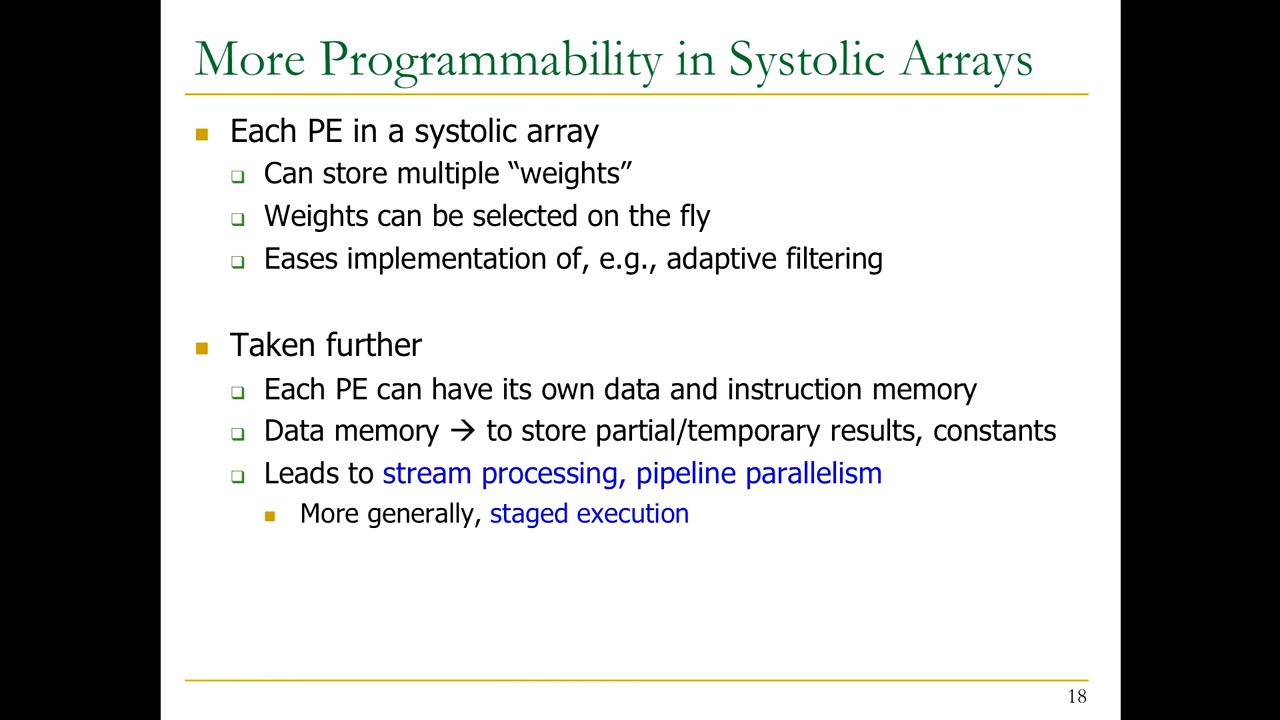 More Programmability in Systolic Arrays
Each PE in a systolic array
Can store multiple “weights”
Weights can be selected on the fly
Eases implementation of, e.g., adaptive filtering
Taken further
Each PE can have its own data and instruction memory
Data memory → to store partial/temporary results, constants
Leads to stream processing, pipeline parallelism
More generally, staged execution
18